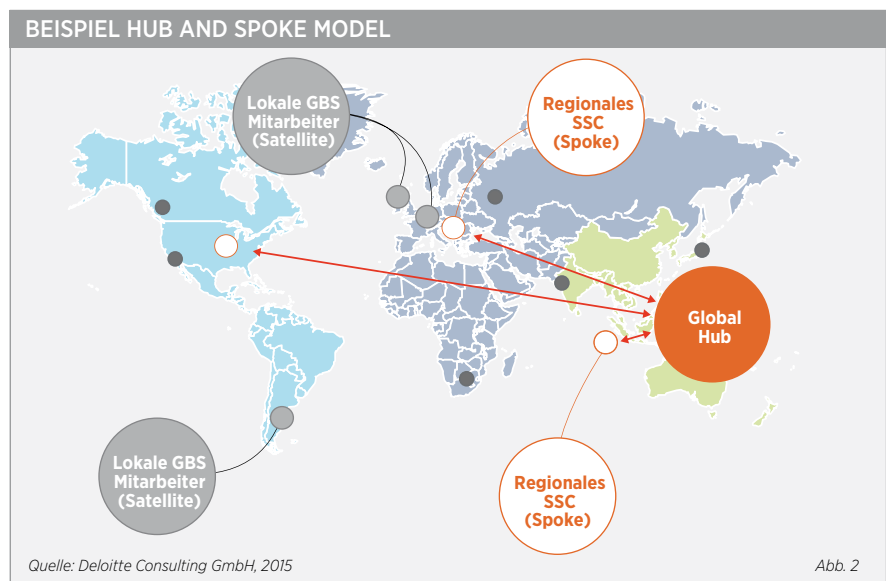 BEISPIEL HUB AND SPOKE MODEL
Lokale GBS
Mitarbeiter
(Satellite)
Regionales
SSC
(Spoke)
Global
Hub
Lokale GBS
Mitarbeiter
(Satellite)
Regionales
SSC
(Spoke)
Quelle: Deloitte Consulting GmbH, 2015
Abb. 2